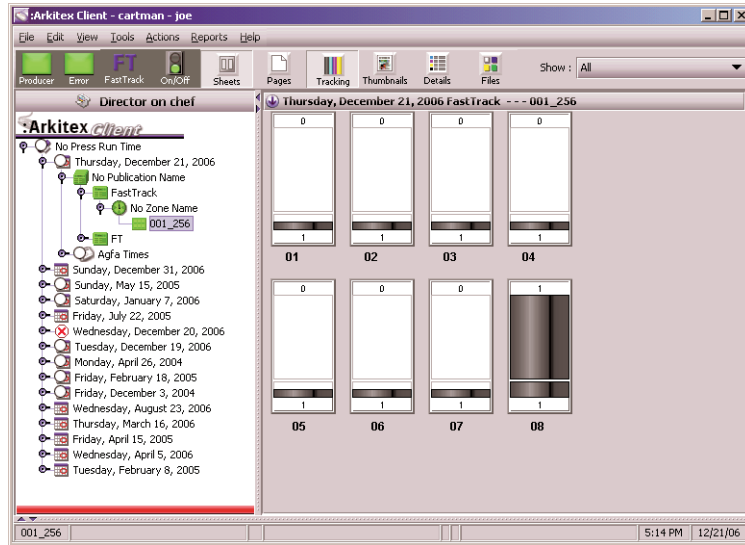 :Arkitex Client - cartman - joe
File Edit View Tools Actions Reports Help
FT
Producer Error FastTrack On/Off Sheets Pages Tracking Thumbnails Details Files Show : All
Director on chef
Thursday, December 21, 2006 FastTrack - - - 001_256
:Arkitex Client
No Press Run Time
Thursday, December 21, 2006
No Publication Name
FastTrack
No Zone Name
001_256
FT
Agfa Times
Sunday, December 31, 2006
Sunday, May 15, 2005
Saturday, January 7, 2006
Friday, July 22, 2005
Wednesday, December 20, 2006
Tuesday, December 19, 2006
Monday, April 26, 2004
Friday, February 18, 2005
Friday, December 3, 2004
Wednesday, August 23, 2006
Thursday, March 16, 2006
Friday, April 15, 2005
Wednesday, April 5, 2006
Tuesday, February 8, 2005
0 0 0 0
1 1 1 1
01 02 03 04
0 0 0 1
1 1 1 1
05 06 07 08
001_256 5:14 PM 12/21/06